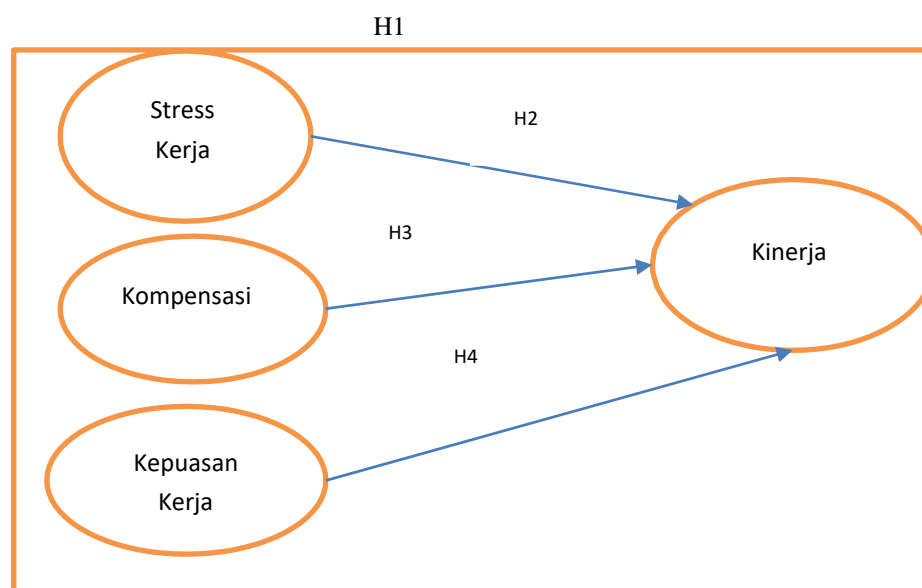 H1
Stress
Kerja
H2
H3
Kinerja
Kompensasi
H4
Kepuasan
Kerja